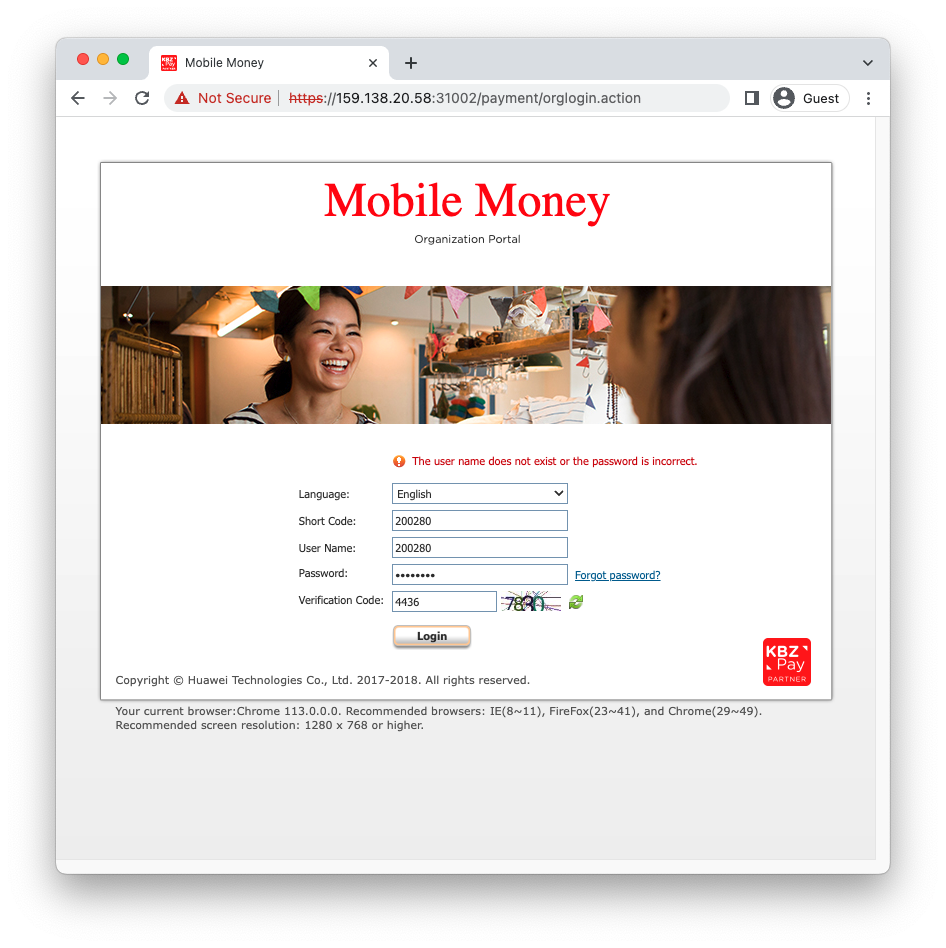 Mobile Money
Not Secure https://159.138.20.58:31002/payment/orglogin.action Guest
Mobile Money
Organization Portal
The user name does not exist or the password is incorrect.
Language: English
Short Code: 200280
User Name: 200280
Password: •••••••• Forgot password?
Verification Code: 4436 7830
Login
KBZ
Pay
PARTNER
Copyright © Huawei Technologies Co., Ltd. 2017-2018. All rights reserved.
Your current browser:Chrome 113.0.0.0. Recommended browsers: IE(8~11), FireFox(23~41), and Chrome(29~49).
Recommended screen resolution: 1280 x 768 or higher.